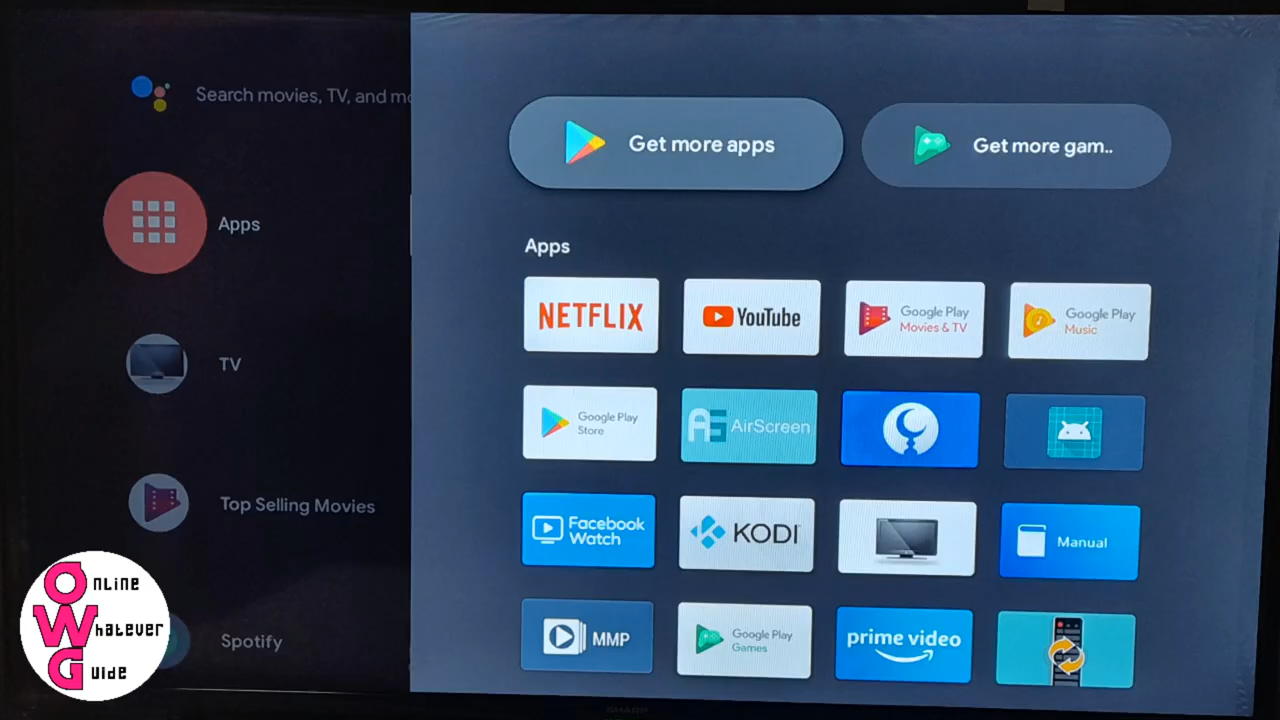 Search movies, TV, and mo
Get more apps
Get more gam..
Apps
Apps
NETFLIX
YouTube
Google Play
Movies & TV
Google Play
Music
TV
Google Play
Store
AS AirScreen
Top Selling Movies
Facebook
Watch
KODI
Manual
Online
Whatever
Guide
Spotify
MMP
Google Play
Games
prime video
SHARP